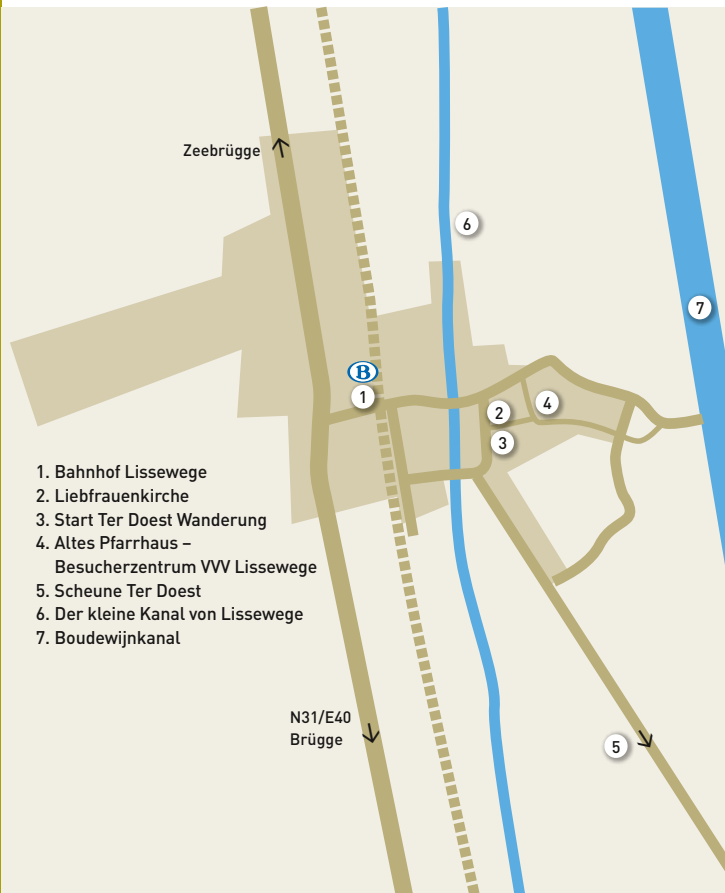 Zeebrügge
6
7
B
1
2
4
3
1. Bahnhof Lissewege
2. Liebfrauenkirche
3. Start Ter Doest Wanderung
4. Altes Pfarrhaus –
Besucherzentrum VVV Lissewege
5. Scheune Ter Doest
6. Der kleine Kanal von Lissewege
7. Boudewijnkanal
N31/E40
Brügge
5